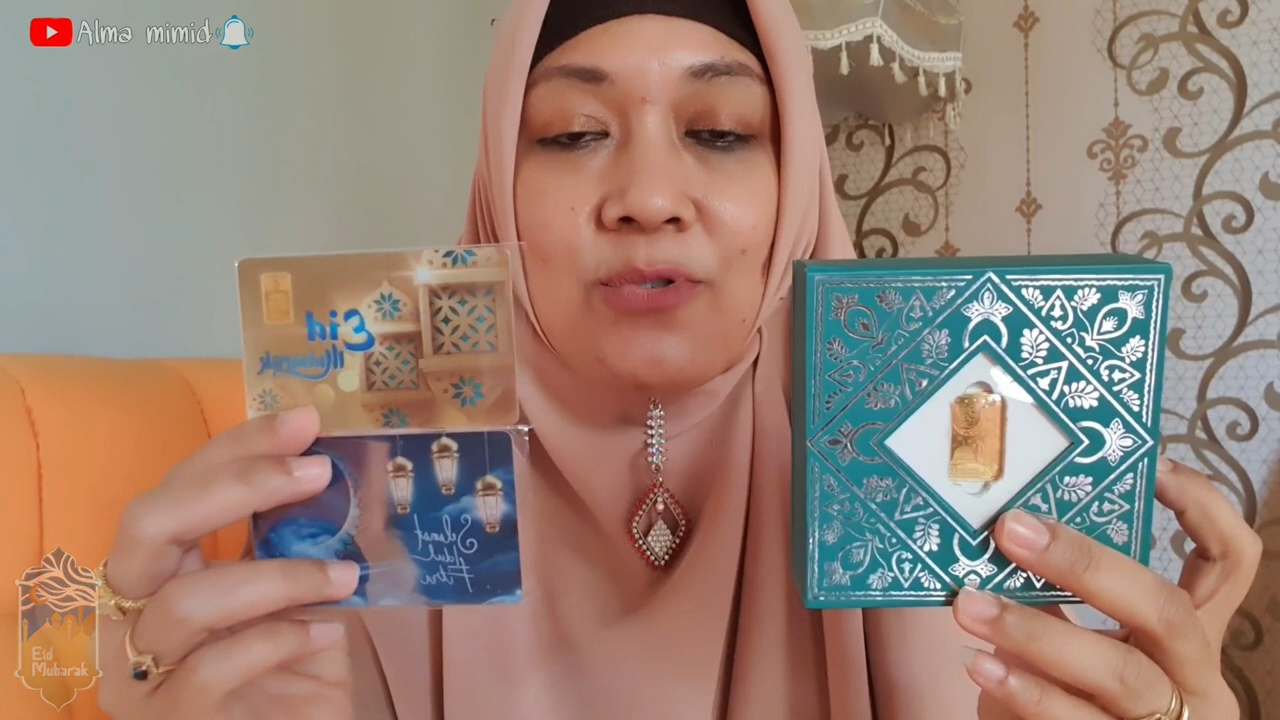 Alma mimid
Eid
Mubarak
Selamat
Idul
Fitri
Eid
Mubarak